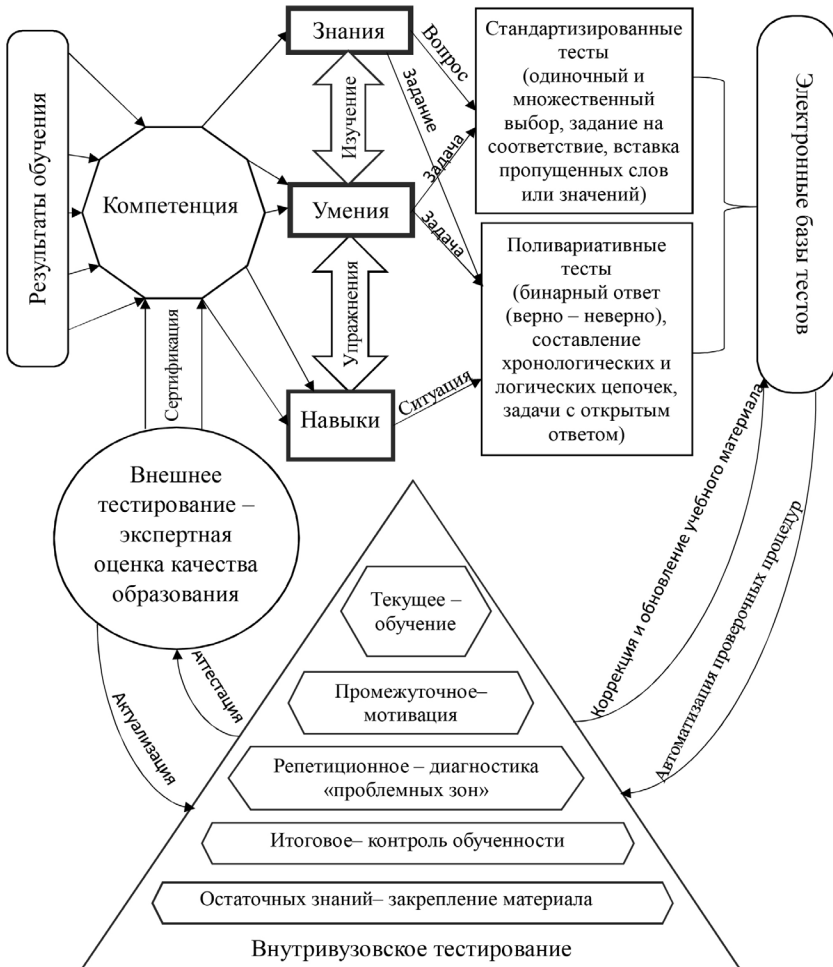 Результаты обучения
Компетенция
Знания
Изучение
Умения
Упражнения
Навыки
Вопрос
Задание
Задача
Задача
Ситуация
Стандартизированные
тесты
(одиночный и
множественный
выбор, задание на
соответствие, вставка
пропущенных слов
или значений)
Поливариативные
тесты
(бинарный ответ
(верно – неверно),
составление
хронологических и
логических цепочек,
задачи с открытым
ответом)
Электронные
базы тестов
Сертификация
Внешнее
тестирование –
экспертная
оценка качества
образования
Актуализация
Аттестация
Текущее –
обучение
Промежуточное–
мотивация
Репетиционное – диагностика
«проблемных зон»
Итоговое– контроль обученности
Остаточных знаний– закрепление материала
Внутривузовское тестирование
Коррекция и обновление учебного материала
Автоматизация проверочных процедур